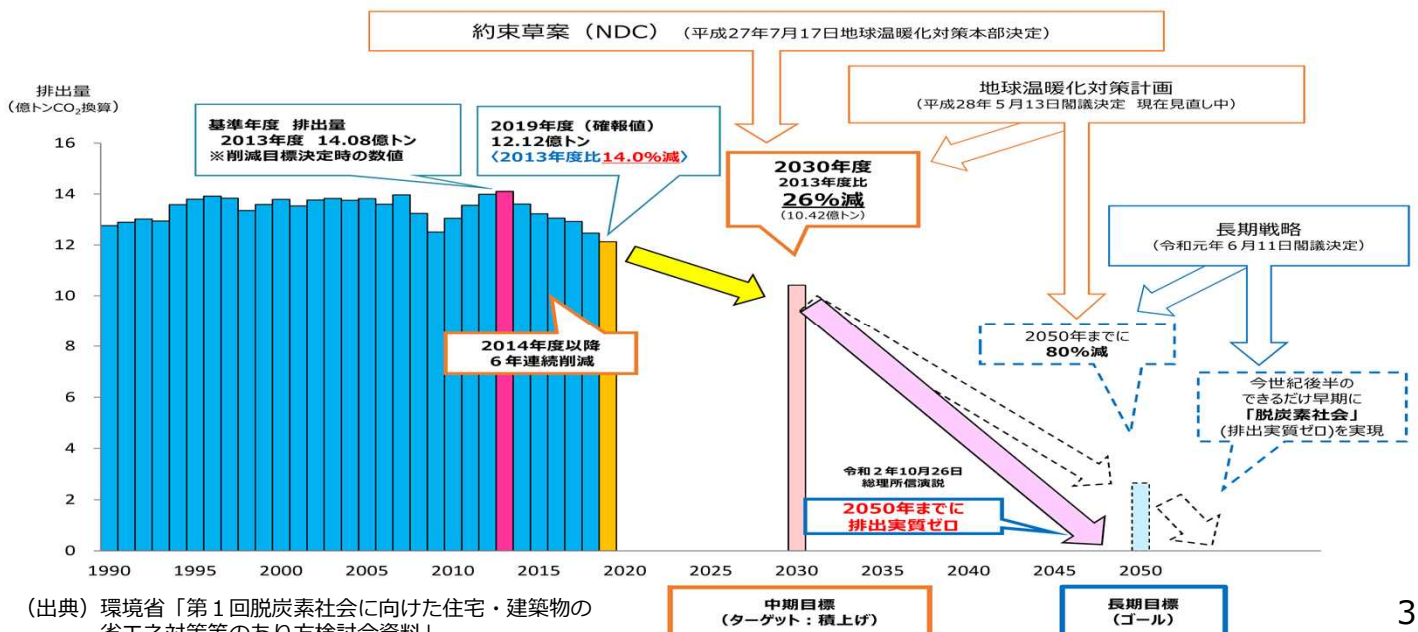 約束草案（NDC）（平成27年7月17日地球温暖化対策本部決定）
地球温暖化対策計画
（平成28年５月13日閣議決定　現在見直し中）
排出量
（億トンCO₂換算）
基準年度　排出量
2013年度　14.08億トン
※削減目標決定時の数値
2019年度（確報値）
12.12億トン
〈2013年度比14.0%減〉
2030年度
2013年度比
26%減
（10.42億トン）
長期戦略
（令和元年６月11日閣議決定）
16
14
12
10
8
6
4
2
0
2014年度以降
６年連続削減
2050年までに
80%減
今世紀後半の
できるだけ早期に
「脱炭素社会」
(排出実質ゼロ)を実現
令和２年10月26日
総理所信演説
2050年までに
排出実質ゼロ
1990 1995 2000 2005 2010 2015 2020 2025 2030 2035 2040 2045 2050
中期目標
（ターゲット：積上げ）
長期目標
（ゴール）
（出典）環境省「第１回脱炭素社会に向けた住宅・建築物の
省エネ対策等のあり方検討会資料」
3